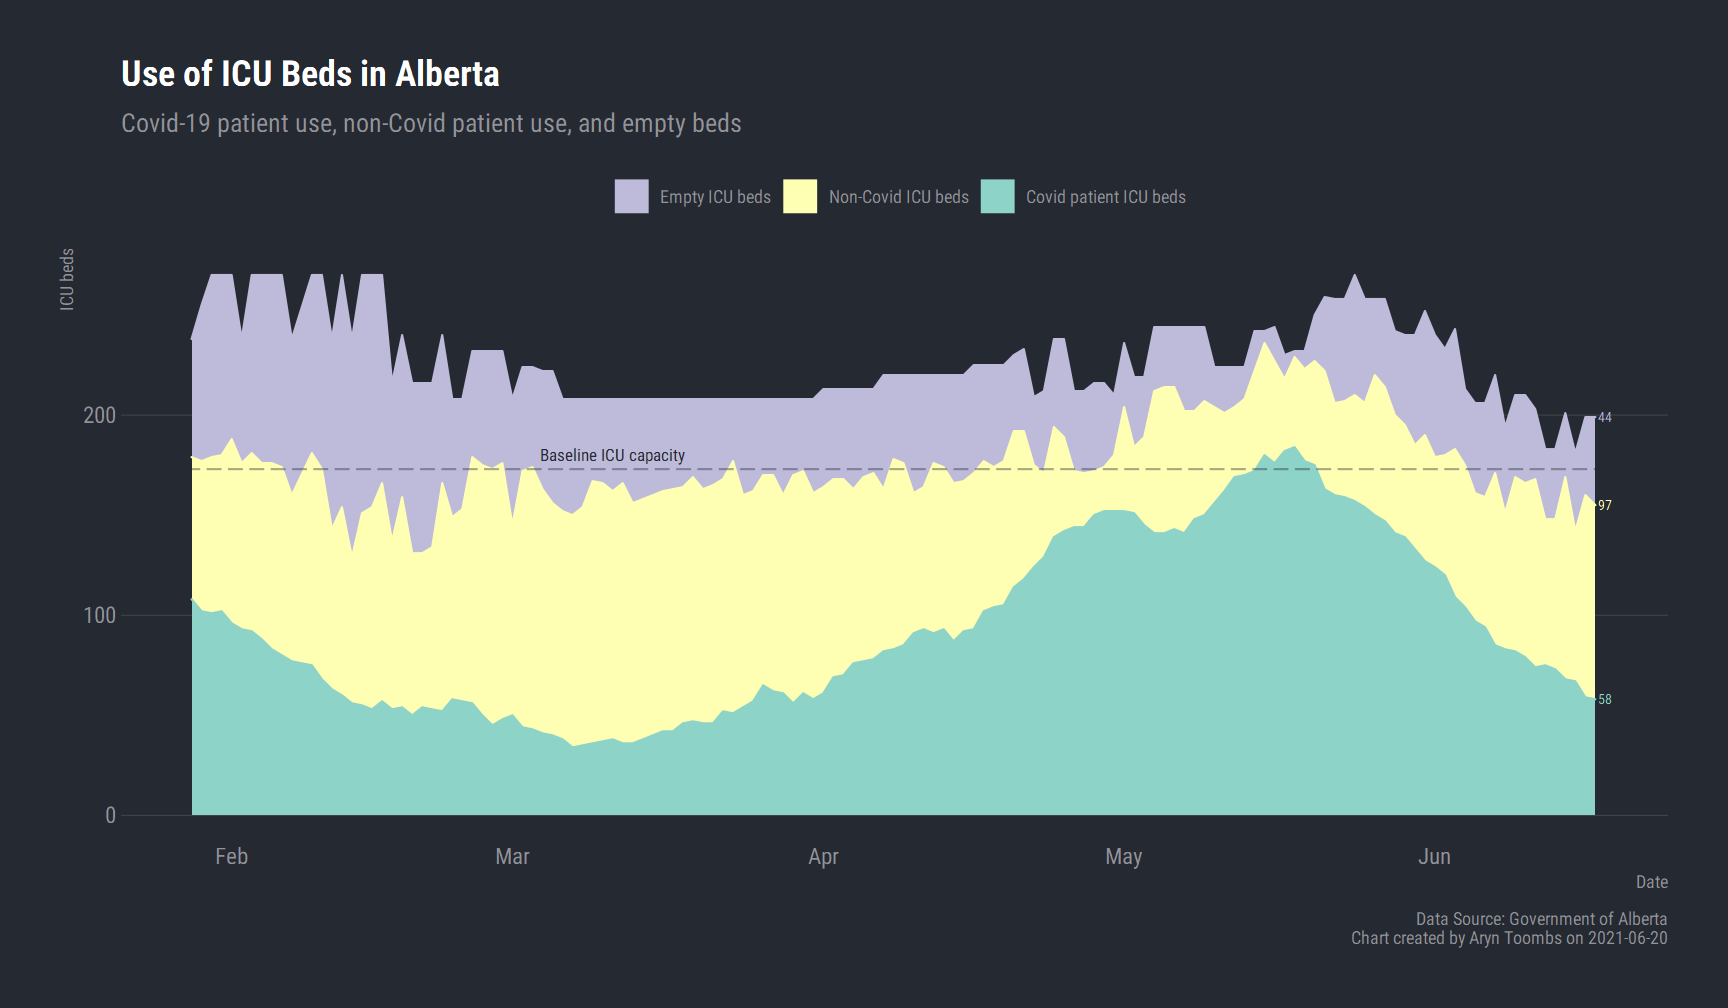 Use of ICU Beds in Alberta
Covid-19 patient use, non-Covid patient use, and empty beds
Empty ICU beds
Non-Covid ICU beds
Covid patient ICU beds
ICU beds
200
100
0
Baseline ICU capacity
44
97
58
Feb
Mar
Apr
May
Jun
Date
Data Source: Government of Alberta
Chart created by Aryn Toombs on 2021-06-20